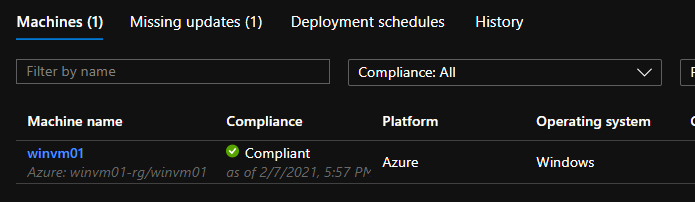 Machines (1) Missing updates (1) Deployment schedules History
Filter by name Compliance: All
Machine name Compliance Platform Operating system
winvm01 Compliant Azure Windows
Azure: winvm01-rg/winvm01 as of 2/7/2021, 5:57 PM